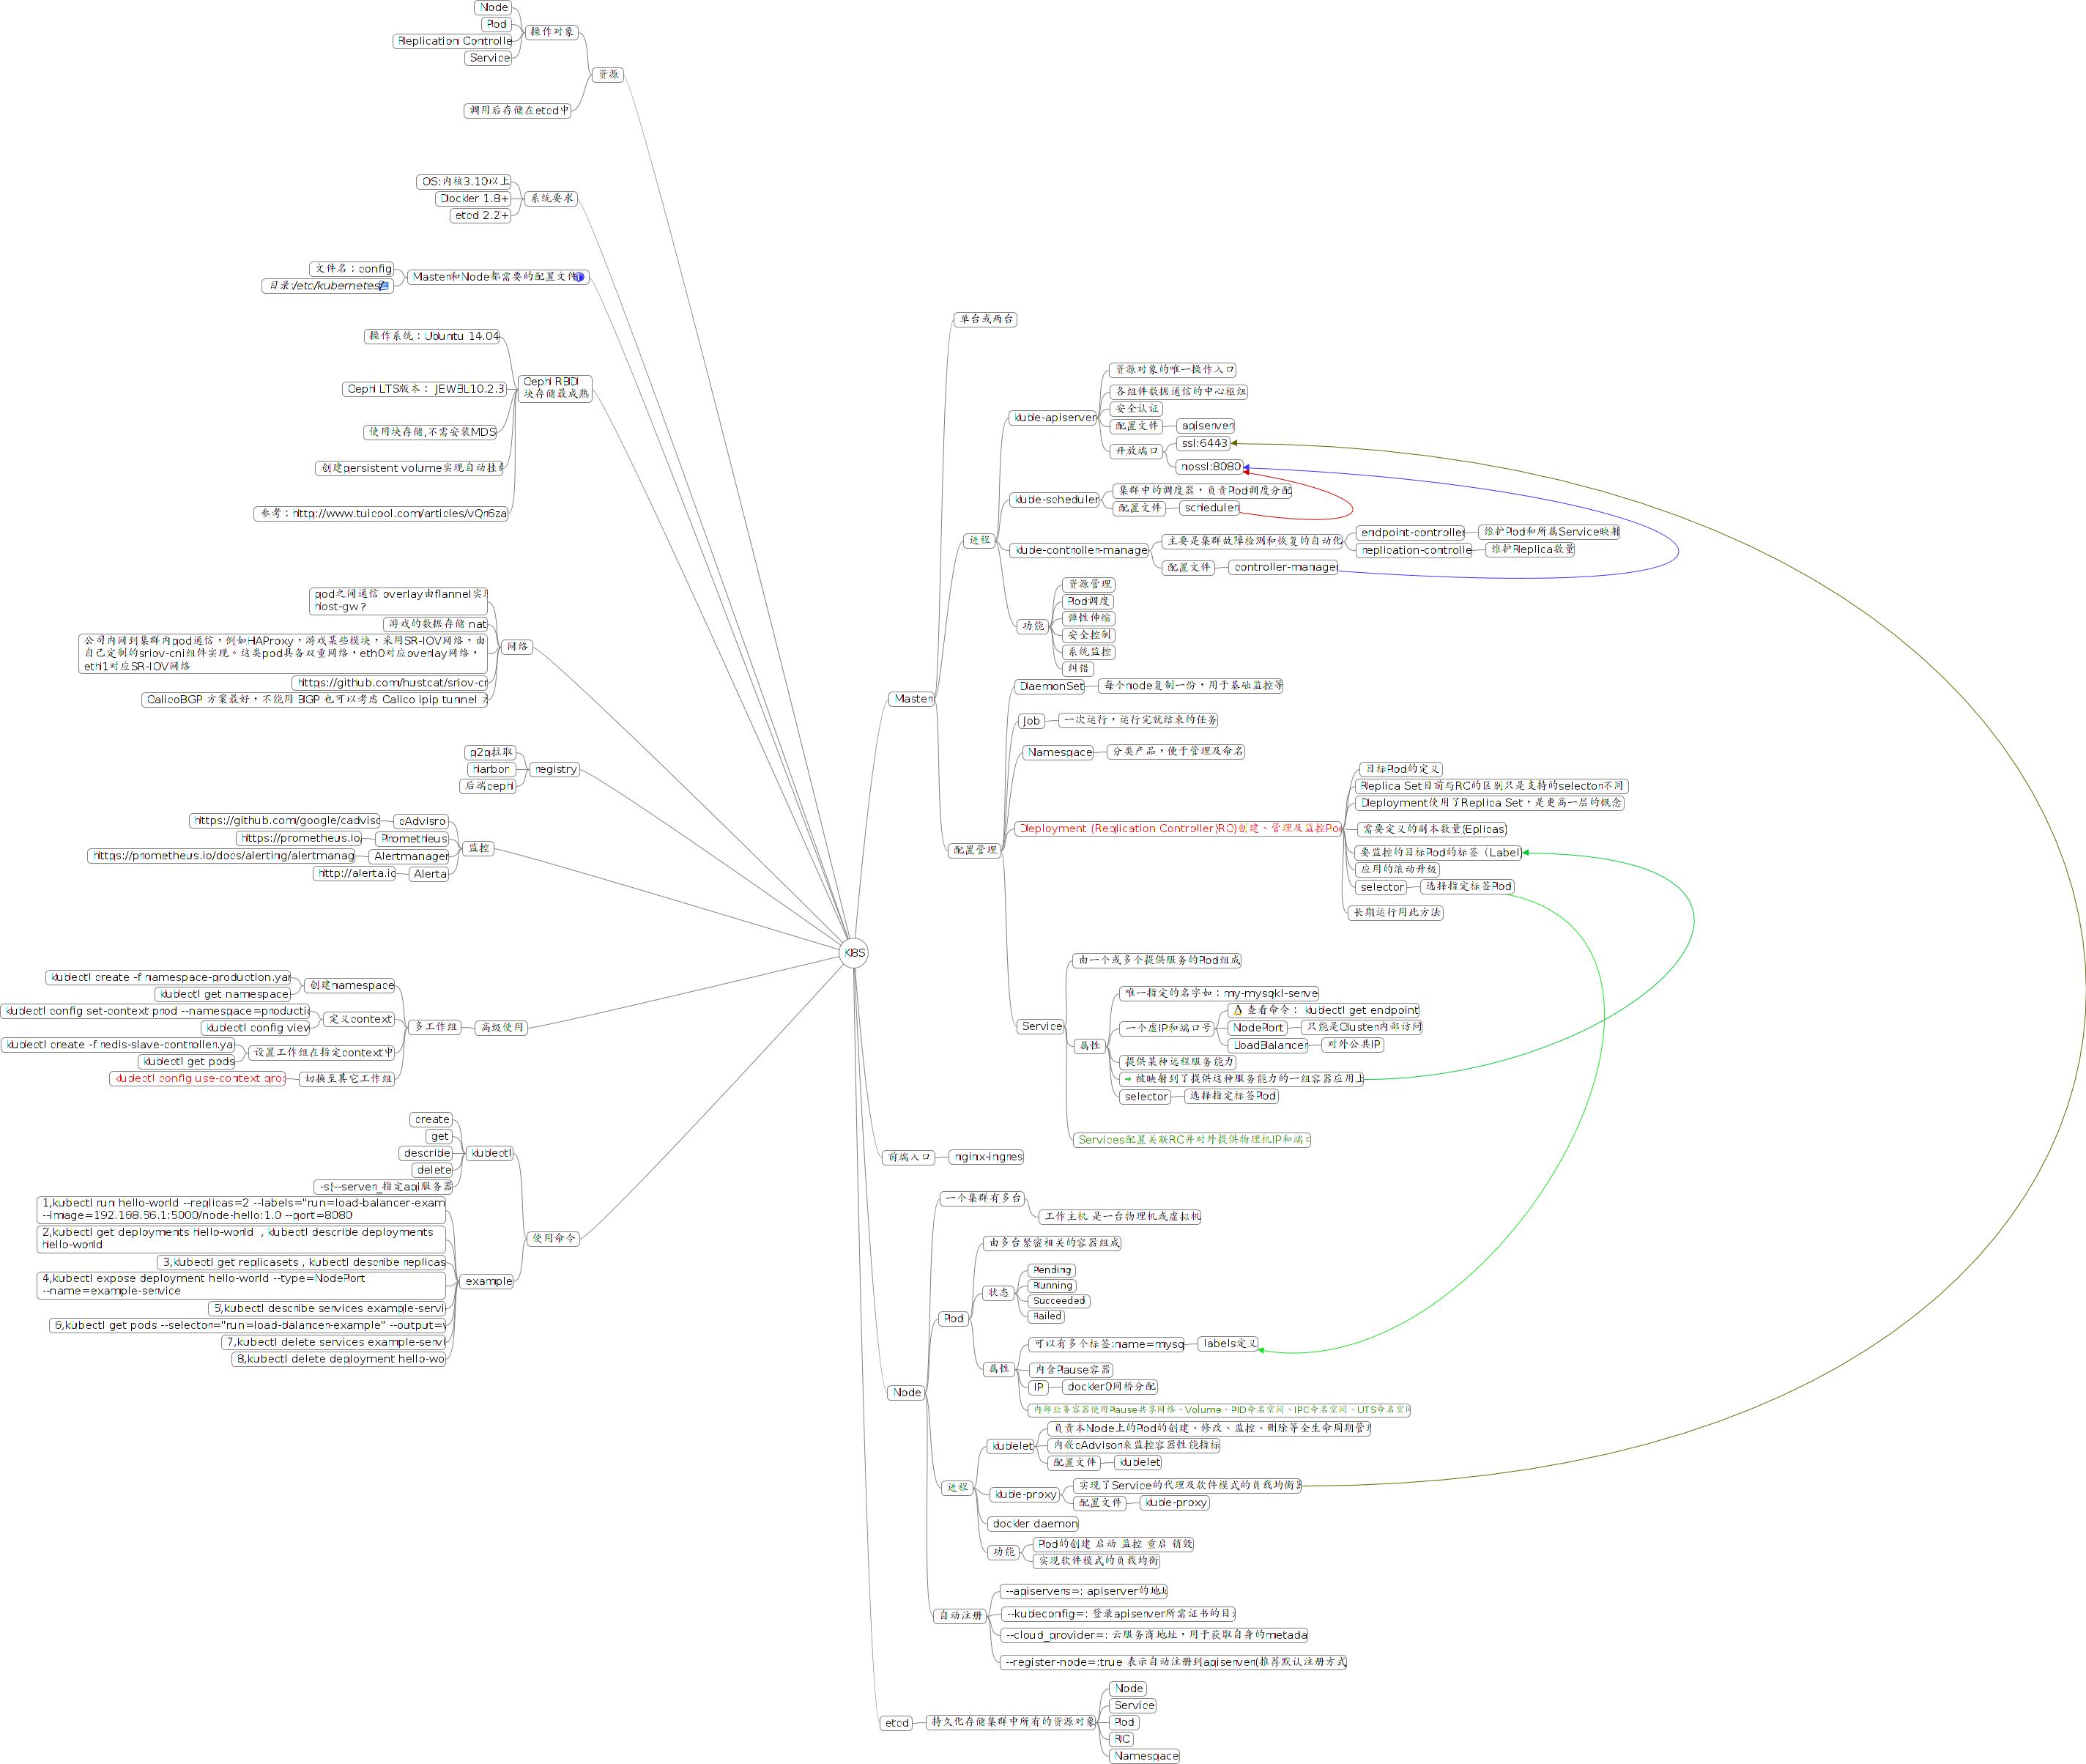 K8S
资源
操作对象
Node
Pod
Replication Controlle
Service
调用后存储在etcd中
系统要求
OS:内核3.10以上
Docker 1.8+
etcd 2.2+
Master和Node都需要的配置文件
文件名：config
目录:/etc/kubernetes/
Ceph RBD
块存储最成熟
操作系统：Ubuntu 14.04
Ceph LTS版本： JEWEL10.2.3
使用块存储,不需安装MDS
创建persistent volume实现自动挂
参考：http://www.tuicool.com/articles/vQr6za
网络
pod之间通信 overlay由flannel实
host-gw？
游戏的数据存储 nat
公司内网到集群内pod通信，例如HAProxy，游戏某些模块，采用SR-IOV网络，由
自己定制的sriov-cni组件实现。这类pod具备双重网络，eth0对应overlay网络，
eth1对应SR-IOV网络
https://github.com/hustcat/sriov-cr
CalicoBGP 方案最好，不能用 BGP 也可以考虑 Calico ipip tunnel
registry
p2p拉取
harbor
后端ceph
监控
cAdvisro
https://github.com/google/cadvisc
Prometheus
https://prometheus.io
Alertmanager
https://prometheus.io/docs/alerting/alertmanag
Alerta
http://alerta.io
高级使用
多工作组
创建namespace
kubectl create -f namespace-production.yar
kubectl get namespace
定义context
kubectl config set-context prod --namespace=productio
kubectl config view
设置工作组在指定context中
kubectl create -f redis-slave-controller.ya
kubectl get pods
切换至其它工作组
kubectl config use-context pro
使用命令
kubectl
create
get
describle
delete
-s(--server)_指定api服务器
example
1,kubectl run hello-world --replicas=2 --labels="run=load-balancer-exam
--image=192.168.56.1:5000/node-hello:1.0 --port=8080
2,kubectl get deployments hello-world , kubectl describe deployments
hello-world
3,kubectl get replicasets , kubectl describe replicas
4,kubectl expose deployment hello-world --type=NodePort
--name=example-service
5,kubectl describe services example-servi
6,kubectl get pods --selector="run=load-balancer-example" --output=w
7,kubectl delete services example-servi
8,kubectl delete deployment hello-wo
Master
单台或两台
进程
kube-apiserver
资源对象的唯一操作入口
各组件数据通信的中心枢纽
安全认证
配置文件
apiserver
开放端口
ssl:6443
nossl:8080
kube-scheduler
集群中的调度器，负责Pod调度分配
配置文件
scheduler
kube-controller-manage
主要是集群故障检测和恢复的自动化
endpoint-controller
维护Pod和所属Service映射
replication-controlle
维护Replica数量
配置文件
controller-manager
功能
资源管理
Pod调度
弹性伸缩
安全控制
系统监控
纠错
配置管理
DaemonSet
每个node复制一份，用于基础监控等
Job
一次运行，运行完就结束的任务
Namespace
分类产品，便于管理及命名
Deployment (Replication Controller(RC)创建、管理及监控Po
目标Pod的定义
Replica Set目前与RC的区别只是支持的selector不同
Deployment使用了Replica Set，是更高一层的概念
需要定义的副本数量(Eplicas)
要监控的目标Pod的标签（Label)
应用的滚动升级
selector
选择指定标签Pod
长期运行用此方法
Service
由一个或多个提供服务的Pod组成
属性
唯一指定的名字如：my-mysqkl-serve
一个虚IP和端口号
查看命令： kubectl get endpoint
NodePort
只能是Cluster内部访问
LloadBlalancer
对外公共IP
提供某种远程服务能力
被映射到了提供这种服务能力的一组容器应用上
selector
选择指定标签Pod
Services配置关联RC并对外提供物理机IP和端口
前端入口
nginx-ingres
Node
一个集群有多台
工作主机 是一台物理机或虚拟机
Pod
由多台紧密相关的容器组成
状态
Pending
Running
Succeeded
Railed
属性
可以有多个标签:name=mysq
labels定义
内含Plause容器
IP
docker0网桥分配
内部业务容器使用Pause共享网络、Volume、PID命名空间、IPC命名空间、UTS命名空间
进程
kubelet
负责本Node上的Pod的创建、修改、监控、删除等全生命周期管理
内嵌cAdvisor来监控容器性能指标
配置文件
kubelet
kube-proxy
实现了Service的代理及软件模式的负载均衡
配置文件
kube-proxy
docker daemon
功能
Pod的创建 启动 监控 重启 销毁
实现软件模式的负载均衡
自动注册
--apiservers=: apiserver的地址
--kubeconfig=: 登录apiserver所需证书的目
--cloud_provider=: 云服务商地址，用于获取自身的metada
--register-node=:true 表示自动注册到apiserver(推荐默认注册方式
etcd
持久化存储集群中所有的资源对象
Node
Service
Pod
RC
Namespace